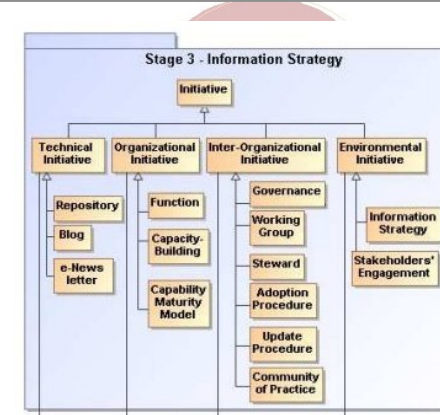 Stage 3 - Information Strategy
Initiative
Technical
Initiative
Organizational
Initiative
Inter-Organizational
Initiative
Environmental
Initiative
Repository
Blog
e-News
letter
Function
Capacity-
Building
Capability
Maturity
Model
Governance
Working
Group
Steward
Adoption
Procedure
Update
Procedure
Community
of Practice
Information
Strategy
Stakeholders'
Engagement